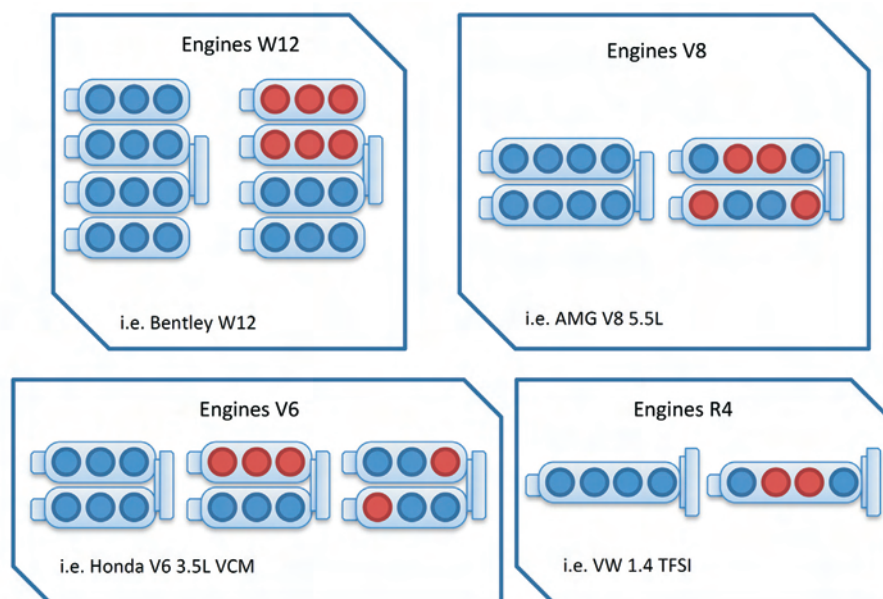 Engines W12
i.e. Bentley W12
Engines V8
i.e. AMG V8 5.5L
Engines V6
i.e. Honda V6 3.5L VCM
Engines R4
i.e. VW 1.4 TFSI